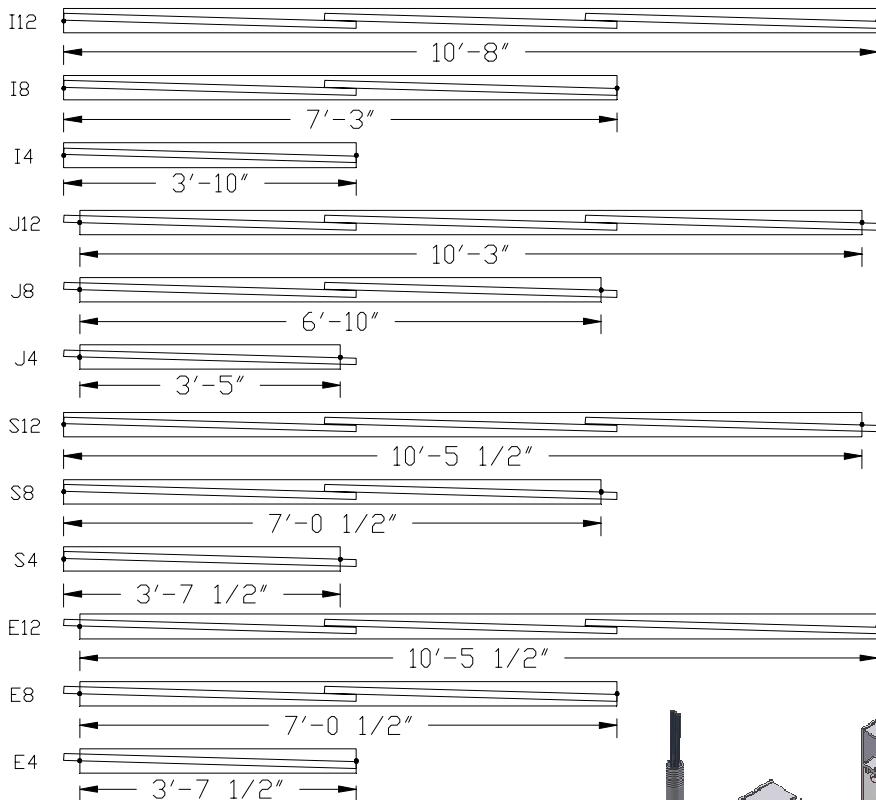 I12
10'-8"
I8
7'-3"
I4
3'-10"
J12
10'-3"
J8
6'-10"
J4
3'-5"
S12
10'-5 1/2"
S8
7'-0 1/2"
S4
3'-7 1/2"
E12
10'-5 1/2"
E8
7'-0 1/2"
E4
3'-7 1/2"